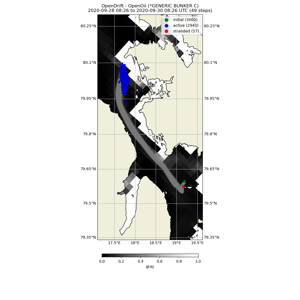 OpenDrift - OpenOil (*GENERIC BUNKER C)
2020-09-28 08:26 to 2020-09-30 08:26 (49 steps)
initial (3000)
active (2943)
stranded (57)
80.25°N 80.25°N
80.1°N 80.1°N
79.95°N 79.95°N
79.8°N 79.8°N
79.65°N 79.65°N
79.5°N 79.5°N
79.35°N 79.35°N
17.5°E 18°E 18.5°E 19°E 19.5°E
0.0 0.2 0.4 0.6 0.8 1.0